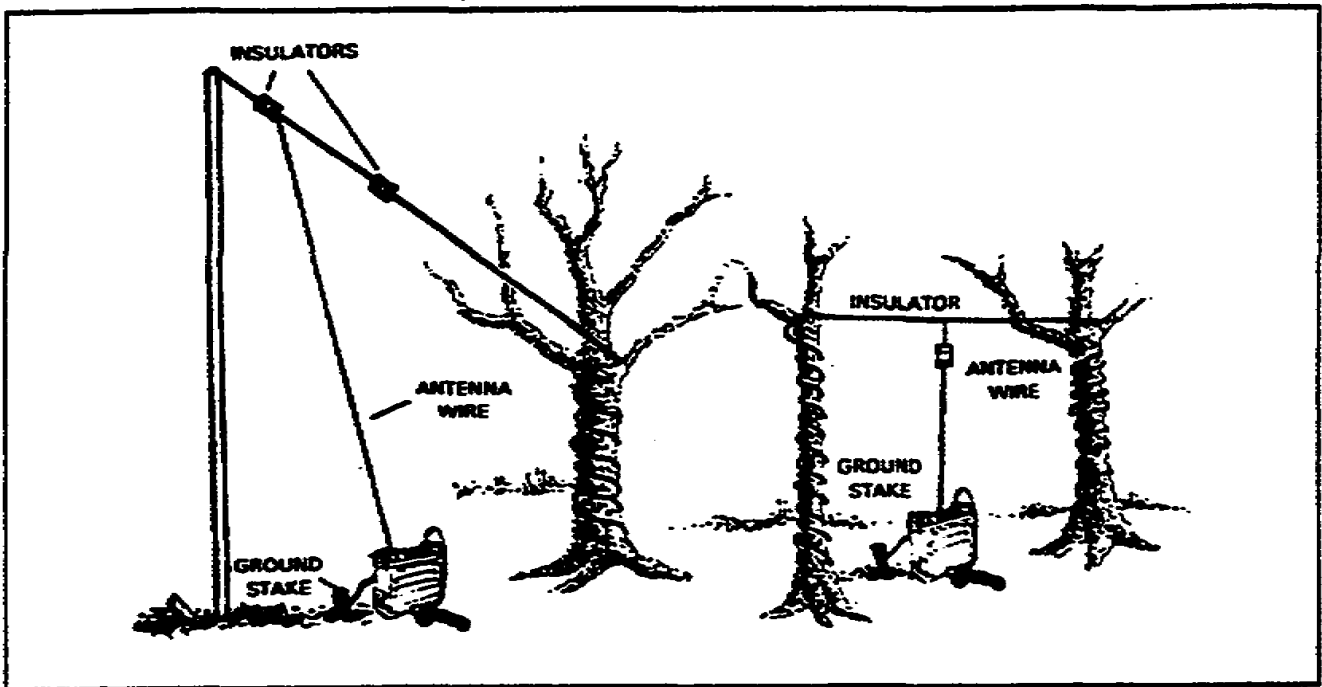 INSULATORS
ANTENNA
WIRE
GROUND
STAKE
INSULATOR
ANTENNA
WIRE
GROUND
STAKE